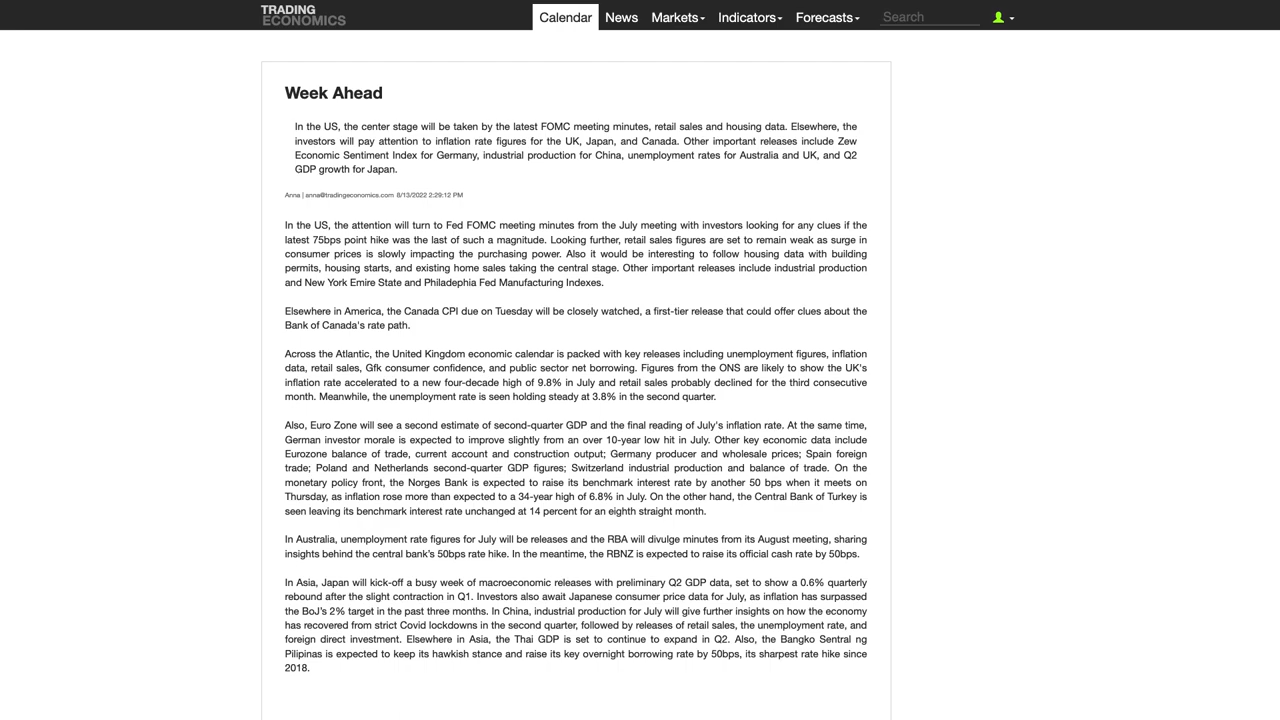 TRADING
ECONOMICS
Calendar News Markets Indicators Forecasts Search
Week Ahead
In the US, the center stage will be taken by the latest FOMC meeting minutes, retail sales and housing data. Elsewhere, the
investors will pay attention to inflation rate figures for the UK, Japan, and Canada. Other important releases include Zew
Economic Sentiment Index for Germany, industrial production for China, unemployment rates for Australia and UK, and Q2
GDP growth for Japan.
Anna | anna@tradingeconomics.com 8/13/2022 2:29:12 PM
In the US, the attention will turn to Fed FOMC meeting minutes from the July meeting with investors looking for any clues if the
latest 75bps point hike was the last of such a magnitude. Looking further, retail sales figures are set to remain weak as surge in
consumer prices is slowly impacting the purchasing power. Also it would be interesting to follow housing data with building
permits, housing starts, and existing home sales taking the central stage. Other important releases include industrial production
and New York Emire State and Philadephia Fed Manufacturing Indexes.
Elsewhere in America, the Canada CPI due on Tuesday will be closely watched, a first-tier release that could offer clues about the
Bank of Canada's rate path.
Across the Atlantic, the United Kingdom economic calendar is packed with key releases including unemployment figures, inflation
data, retail sales, Gfk consumer confidence, and public sector net borrowing. Figures from the ONS are likely to show the UK's
inflation rate accelerated to a new four-decade high of 9.8% in July and retail sales probably declined for the third consecutive
month. Meanwhile, the unemployment rate is seen holding steady at 3.8% in the second quarter.
Also, Euro Zone will see a second estimate of second-quarter GDP and the final reading of July's inflation rate. At the same time,
German investor morale is expected to improve slightly from an over 10-year low hit in July. Other key economic data include
Eurozone balance of trade, current account and construction output; Germany producer and wholesale prices; Spain foreign
trade; Poland and Netherlands second-quarter GDP figures; Switzerland industrial production and balance of trade. On the
monetary policy front, the Norges Bank is expected to raise its benchmark interest rate by another 50 bps when it meets on
Thursday, as inflation rose more than expected to a 34-year high of 6.8% in July. On the other hand, the Central Bank of Turkey is
seen leaving its benchmark interest rate unchanged at 14 percent for an eighth straight month.
In Australia, unemployment rate figures for July will be releases and the RBA will divulge minutes from its August meeting, sharing
insights behind the central bank’s 50bps rate hike. In the meantime, the RBNZ is expected to raise its official cash rate by 50bps.
In Asia, Japan will kick-off a busy week of macroeconomic releases with preliminary Q2 GDP data, set to show a 0.6% quarterly
rebound after the slight contraction in Q1. Investors also await Japanese consumer price data for July, as inflation has surpassed
the BoJ’s 2% target in the past three months. In China, industrial production for July will give further insights on how the economy
has recovered from strict Covid lockdowns in the second quarter, followed by releases of retail sales, the unemployment rate, and
foreign direct investment. Elsewhere in Asia, the Thai GDP is set to continue to expand in Q2. Also, the Bangko Sentral ng
Pilipinas is expected to keep its hawkish stance and raise its key overnight borrowing rate by 50bps, its sharpest rate hike since
2018.